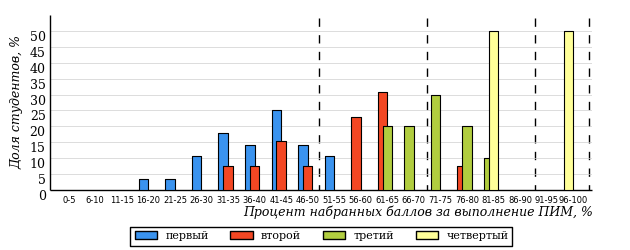 Доля студентов, %
50
45
40
35
30
25
20
15
10
5
0
0-5 6-10 11-15 16-20 21-25 26-30 31-35 36-40 41-45 46-50 51-55 56-60 61-65 66-70 71-75 76-80 81-85 86-90 91-95 96-100
Процент набранных баллов за выполнение ПИМ, %
первый второй третий четвертый